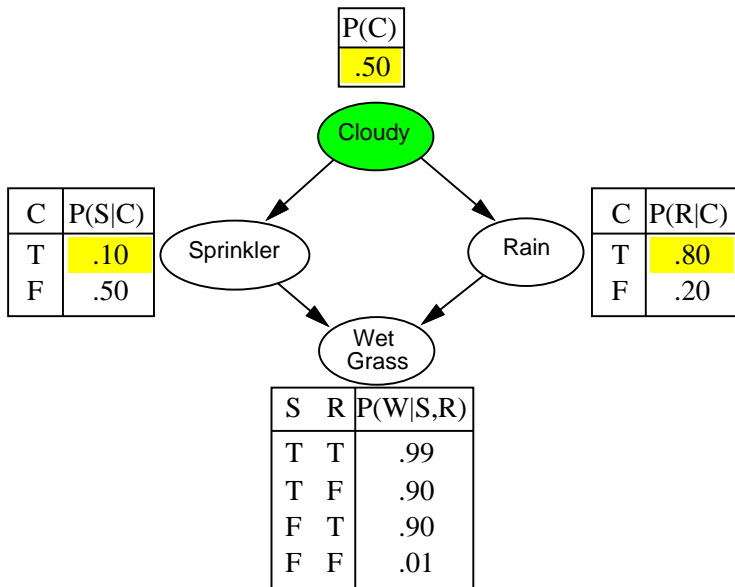 P(C)
.50
Cloudy
C P(S|C)
T .10
F .50
Sprinkler
Rain
C P(R|C)
T .80
F .20
Wet
Grass
S R P(W|S,R)
T T .99
T F .90
F T .90
F F .01